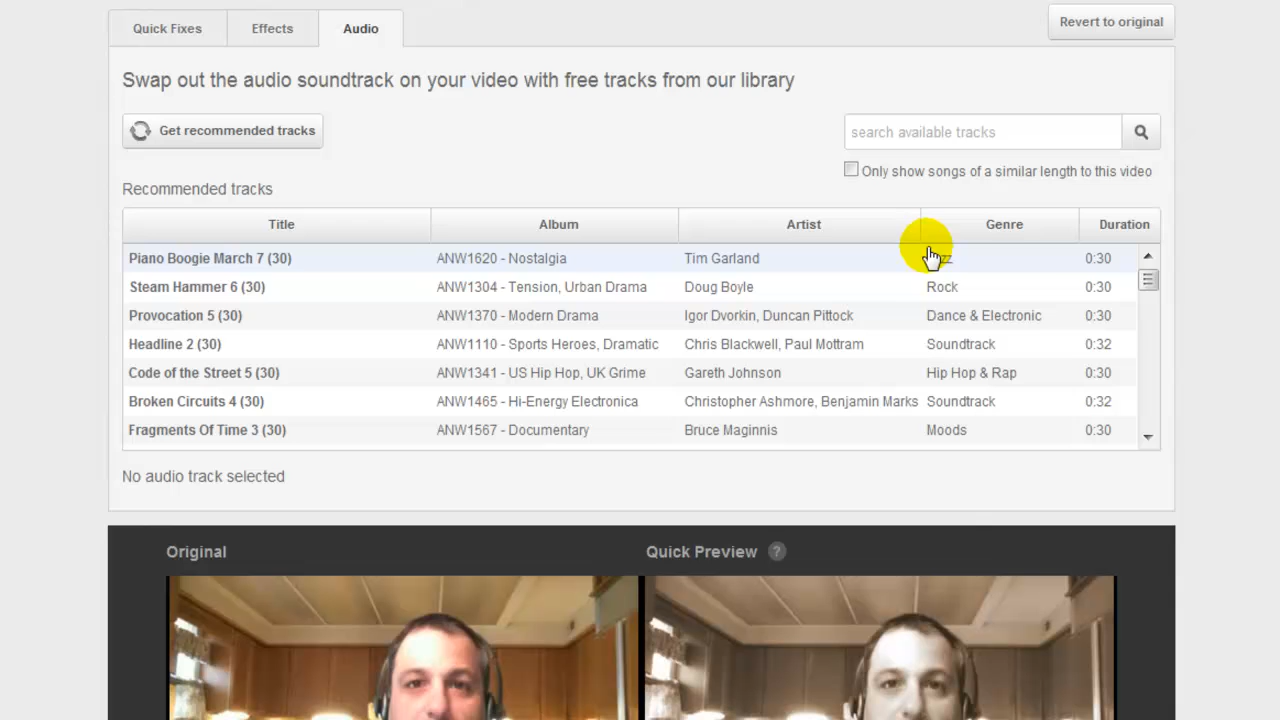 Quick Fixes Effects Audio Revert to original
Swap out the audio soundtrack on your video with free tracks from our library
Get recommended tracks search available tracks
Only show songs of a similar length to this video
Recommended tracks
Title Album Artist Genre Duration
Piano Boogie March 7 (30) ANW1620 - Nostalgia Tim Garland 0:30
Steam Hammer 6 (30) ANW1304 - Tension, Urban Drama Doug Boyle Rock 0:30
Provocation 5 (30) ANW1370 - Modern Drama Igor Dvorkin, Duncan Pittock Dance & Electronic 0:30
Headline 2 (30) ANW1110 - Sports Heroes, Dramatic Chris Blackwell, Paul Mottram Soundtrack 0:32
Code of the Street 5 (30) ANW1341 - US Hip Hop, UK Grime Gareth Johnson Hip Hop & Rap 0:30
Broken Circuits 4 (30) ANW1465 - Hi-Energy Electronica Christopher Ashmore, Benjamin Marks Soundtrack 0:32
Fragments Of Time 3 (30) ANW1567 - Documentary Bruce Maginnis Moods 0:30
No audio track selected
Original Quick Preview ?